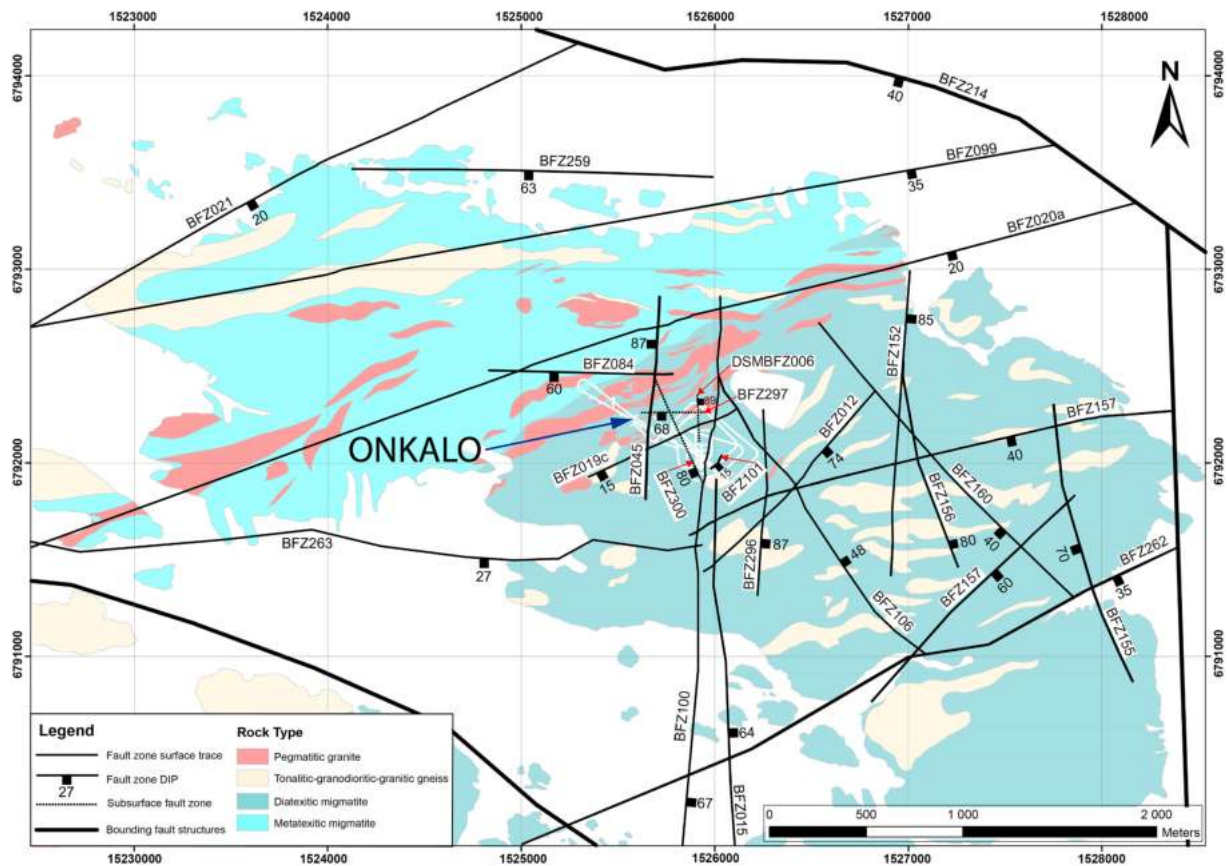 1523000 1524000 1525000 1526000 1527000 1528000
6794000
6794000
N
BFZ214
40
BFZ259
63
BFZ099
35
BFZ021
20
BFZ020a
20
6793000
6793000
BFZ152
85
87
BFZ084
60
DSMBFZ006
89
BFZ297
68
BFZ012
74
BFZ157
40
ONKALO
6792000
6792000
BFZ019c
15
BFZ045
80
BFZ300
15
BFZ101
BFZ160
40
BFZ156
80
BFZ263
27
BFZ296
87
48
BFZ106
BFZ157
60
70
BFZ262
35
BFZ155
6791000
6791000
BFZ100
67
64
BFZ015
Legend
Fault zone surface trace
Fault zone DIP
27
Subsurface fault zone
Bounding fault structures
Rock Type
Pegmatitic granite
Tonalitic-granodioritic-granitic gneiss
Diatexitic migmatite
Metatexitic migmatite
0 500 1 000 2 000
Meters
1523000 1524000 1525000 1526000 1527000 1528000